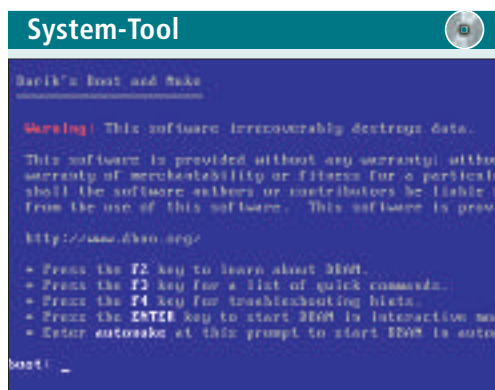 System-Tool
Darik's Boot and Nuke
Warning! This software irrecoverably destroys data.
This software is provided without any warranty; withou
warranty of merchantability or fitness for a particul
shall the software authors or contributors be liable
from the use of this software. This software is prov
http://www.dban.org/
* Press the F2 key to learn about DBAN.
* Press the F3 key for a list of quick commands.
* Press the F4 key for troubleshooting hints.
* Press the ENTER key to start DBAN in interactive mo
* Enter autonuke at this prompt to start DBAN in auto
boot: _